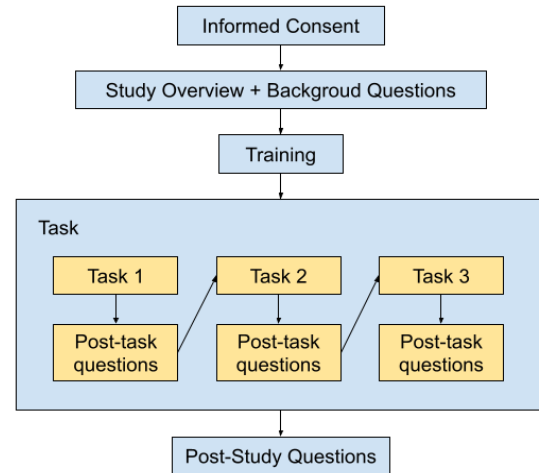 Informed Consent
Study Overview + Backgroud Questions
Training
Task
Task 1
Task 2
Task 3
Post-task
questions
Post-task
questions
Post-task
questions
Post-Study Questions